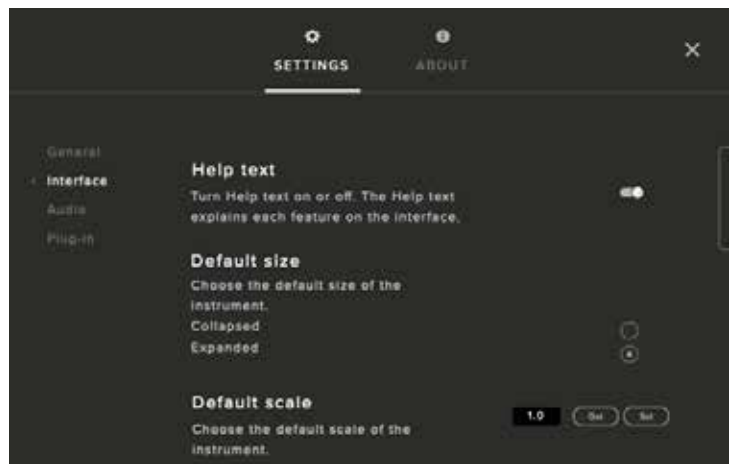 SETTINGS
ABOUT
General
Interface
Audio
Plug-in
Help text
Turn Help text on or off. The Help text
explains each feature on the interface.
Default size
Choose the default size of the
instrument.
Collapsed
Expanded
Default scale
1.0
Choose the default scale of the
instrument.